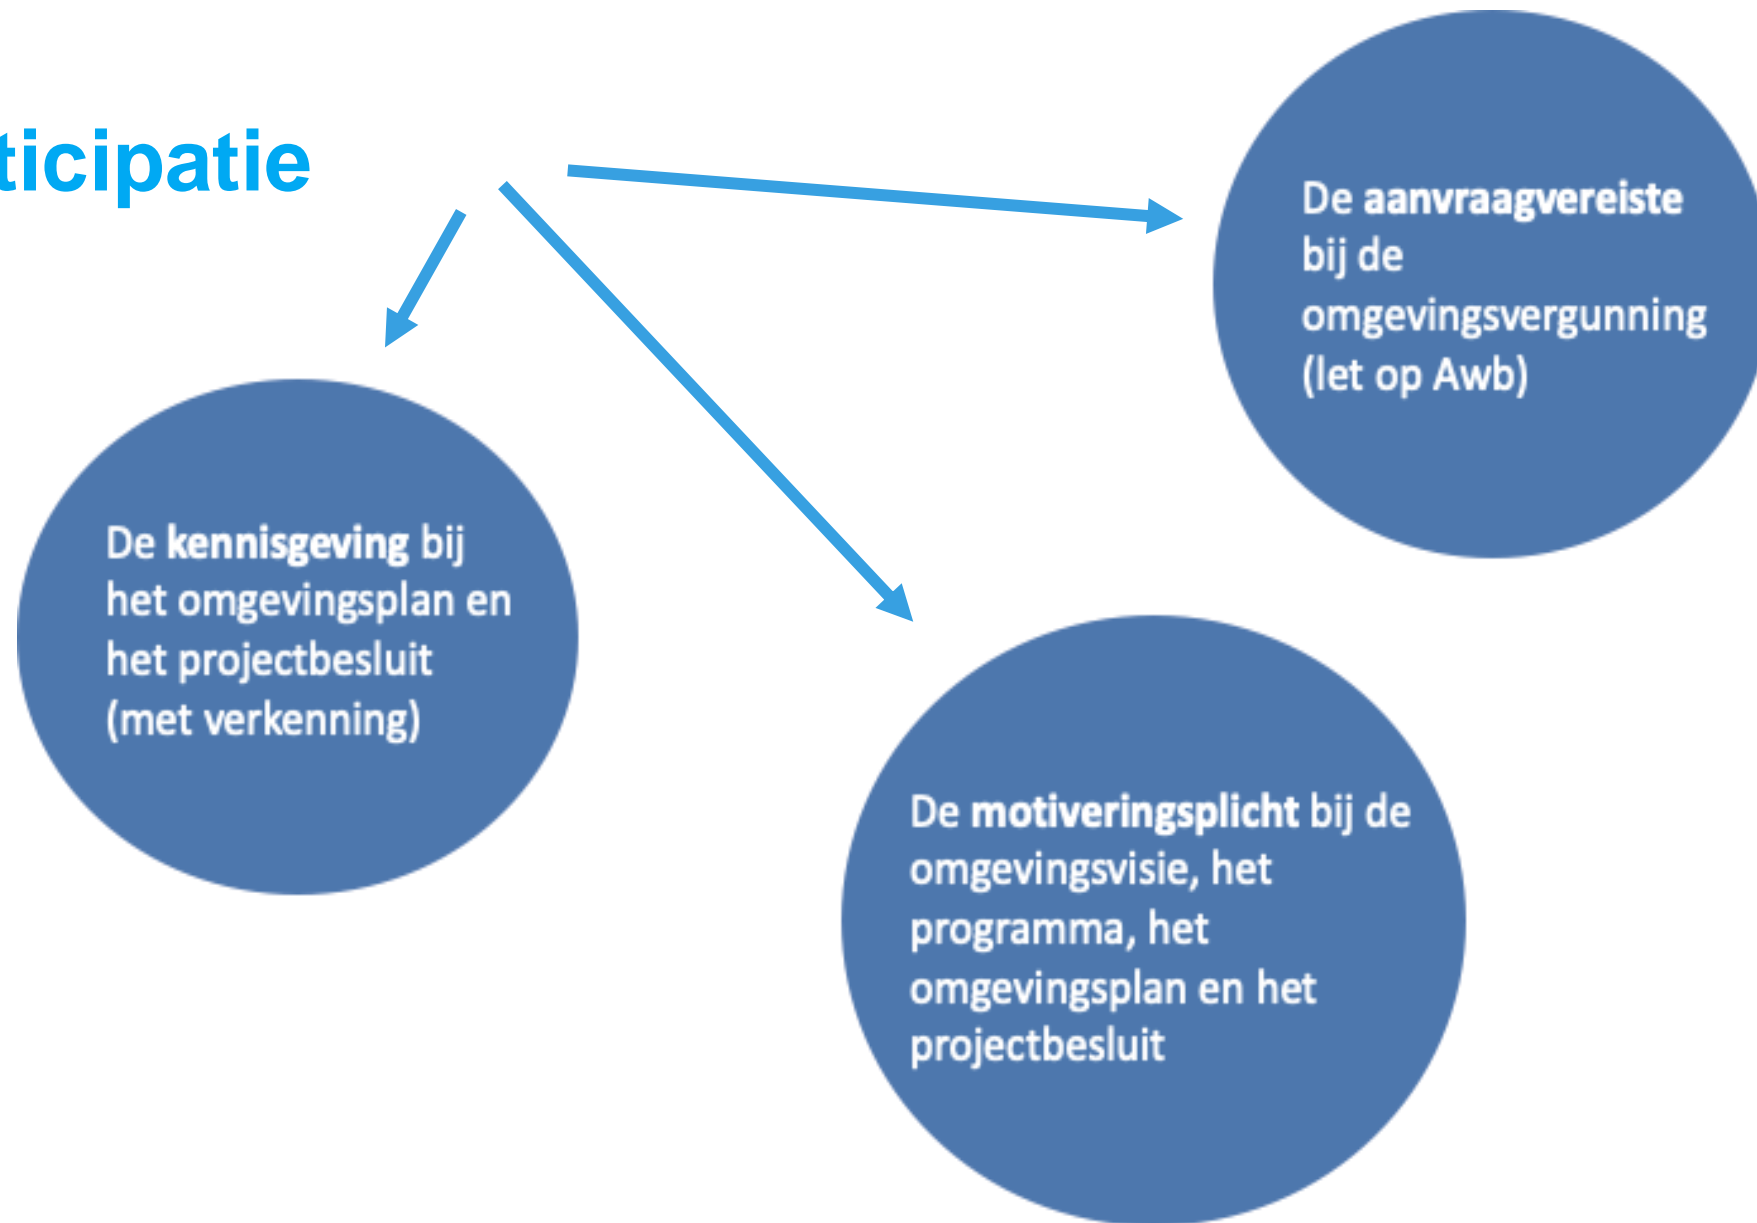 ticipatie
De aanvraagvereiste
bij de
omgevingsvergunning
(let op Awb)
De kennisgeving bij
het omgevingsplan en
het projectbesluit
(met verkenning)
De motiveringsplicht bij de
omgevingsvisie, het
programma, het
omgevingsplan en het
projectbesluit